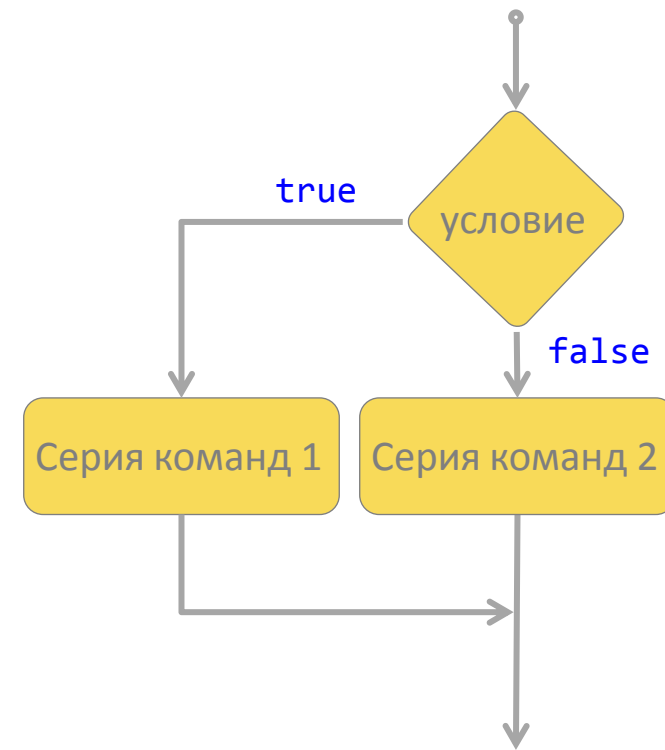 true
условие
false
Серия команд 1
Серия команд 2